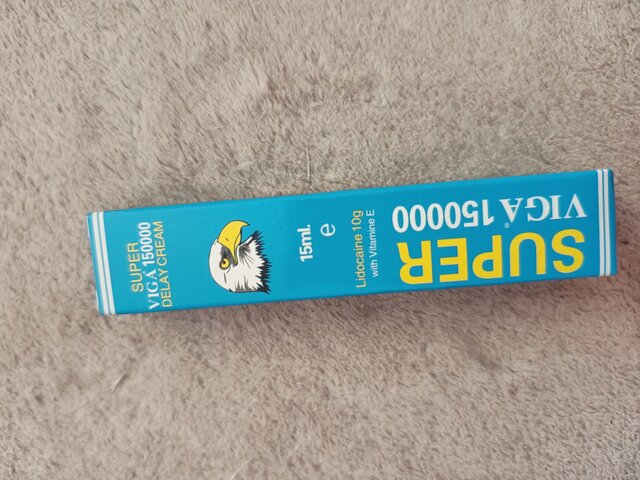 SUPER
VIGA® 150000
Lidocaine 10g
with Vitamine E
15ml. e
SUPER
VIGA 150000
DELAY CREAM